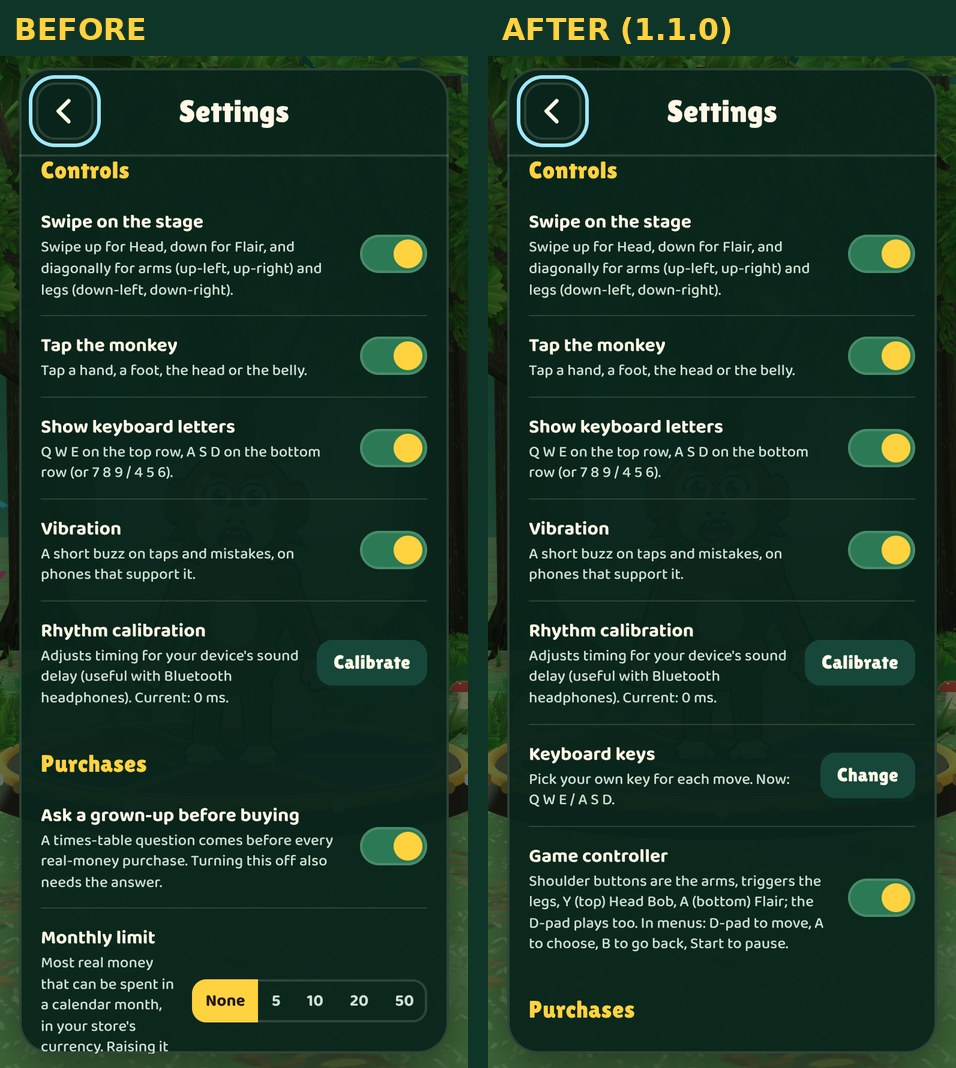 BEFORE
Settings
Controls
Swipe on the stage
Swipe up for Head, down for Flair, and
diagonally for arms (up-left, up-right) and
legs (down-left, down-right).
Tap the monkey
Tap a hand, a foot, the head or the belly.
Show keyboard letters
Q W E on the top row, A S D on the bottom
row (or 7 8 9 / 4 5 6).
Vibration
A short buzz on taps and mistakes, on
phones that support it.
Rhythm calibration
Adjusts timing for your device's sound
delay (useful with Bluetooth
headphones). Current: 0 ms.
Calibrate
Purchases
Ask a grown-up before buying
A times-table question comes before every
real-money purchase. Turning this off also
needs the answer.
Monthly limit
Most real money
that can be spent in
a calendar month,
in your store's
currency. Raising it
None 5 10 20 50
AFTER (1.1.0)
Settings
Controls
Swipe on the stage
Swipe up for Head, down for Flair, and
diagonally for arms (up-left, up-right) and
legs (down-left, down-right).
Tap the monkey
Tap a hand, a foot, the head or the belly.
Show keyboard letters
Q W E on the top row, A S D on the bottom
row (or 7 8 9 / 4 5 6).
Vibration
A short buzz on taps and mistakes, on
phones that support it.
Rhythm calibration
Adjusts timing for your device's sound
delay (useful with Bluetooth
headphones). Current: 0 ms.
Calibrate
Keyboard keys
Pick your own key for each move. Now:
Q W E / A S D.
Change
Game controller
Shoulder buttons are the arms, triggers the
legs, Y (top) Head Bob, A (bottom) Flair; the
D-pad plays too. In menus: D-pad to move, A
to choose, B to go back, Start to pause.
Purchases